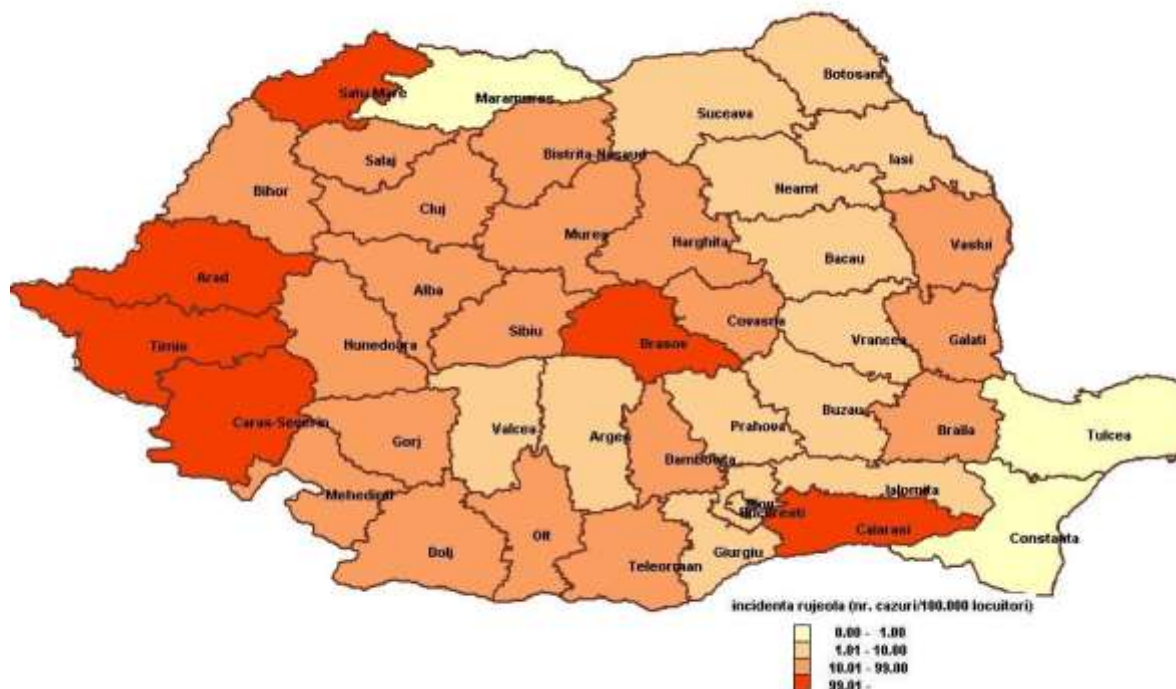 Botosani
Satu-Mare
Maramures
Suceava
Salaj
Bistrita-Nasaud
Iasi
Bihor
Neamt
Cluj
Mures
Harghita
Vaslui
Bacau
Arad
Alba
Timis
Hunedoara
Sibiu
Brasov
Covasna
Vrancea
Galati
Caras-Severin
Gorj
Valcea
Arges
Prahova
Buzau
Braila
Tulcea
Dambovita
Mehedinti
Ialomita
Bucuresti
Calarasi
Constanta
Dolj
Olt
Teleorman
Giurgiu
incidenta rujeola (nr. cazuri/100.000 locuitori)
0.00 - 1.00
1.01 - 10.00
10.01 - 99.00
99.01 -